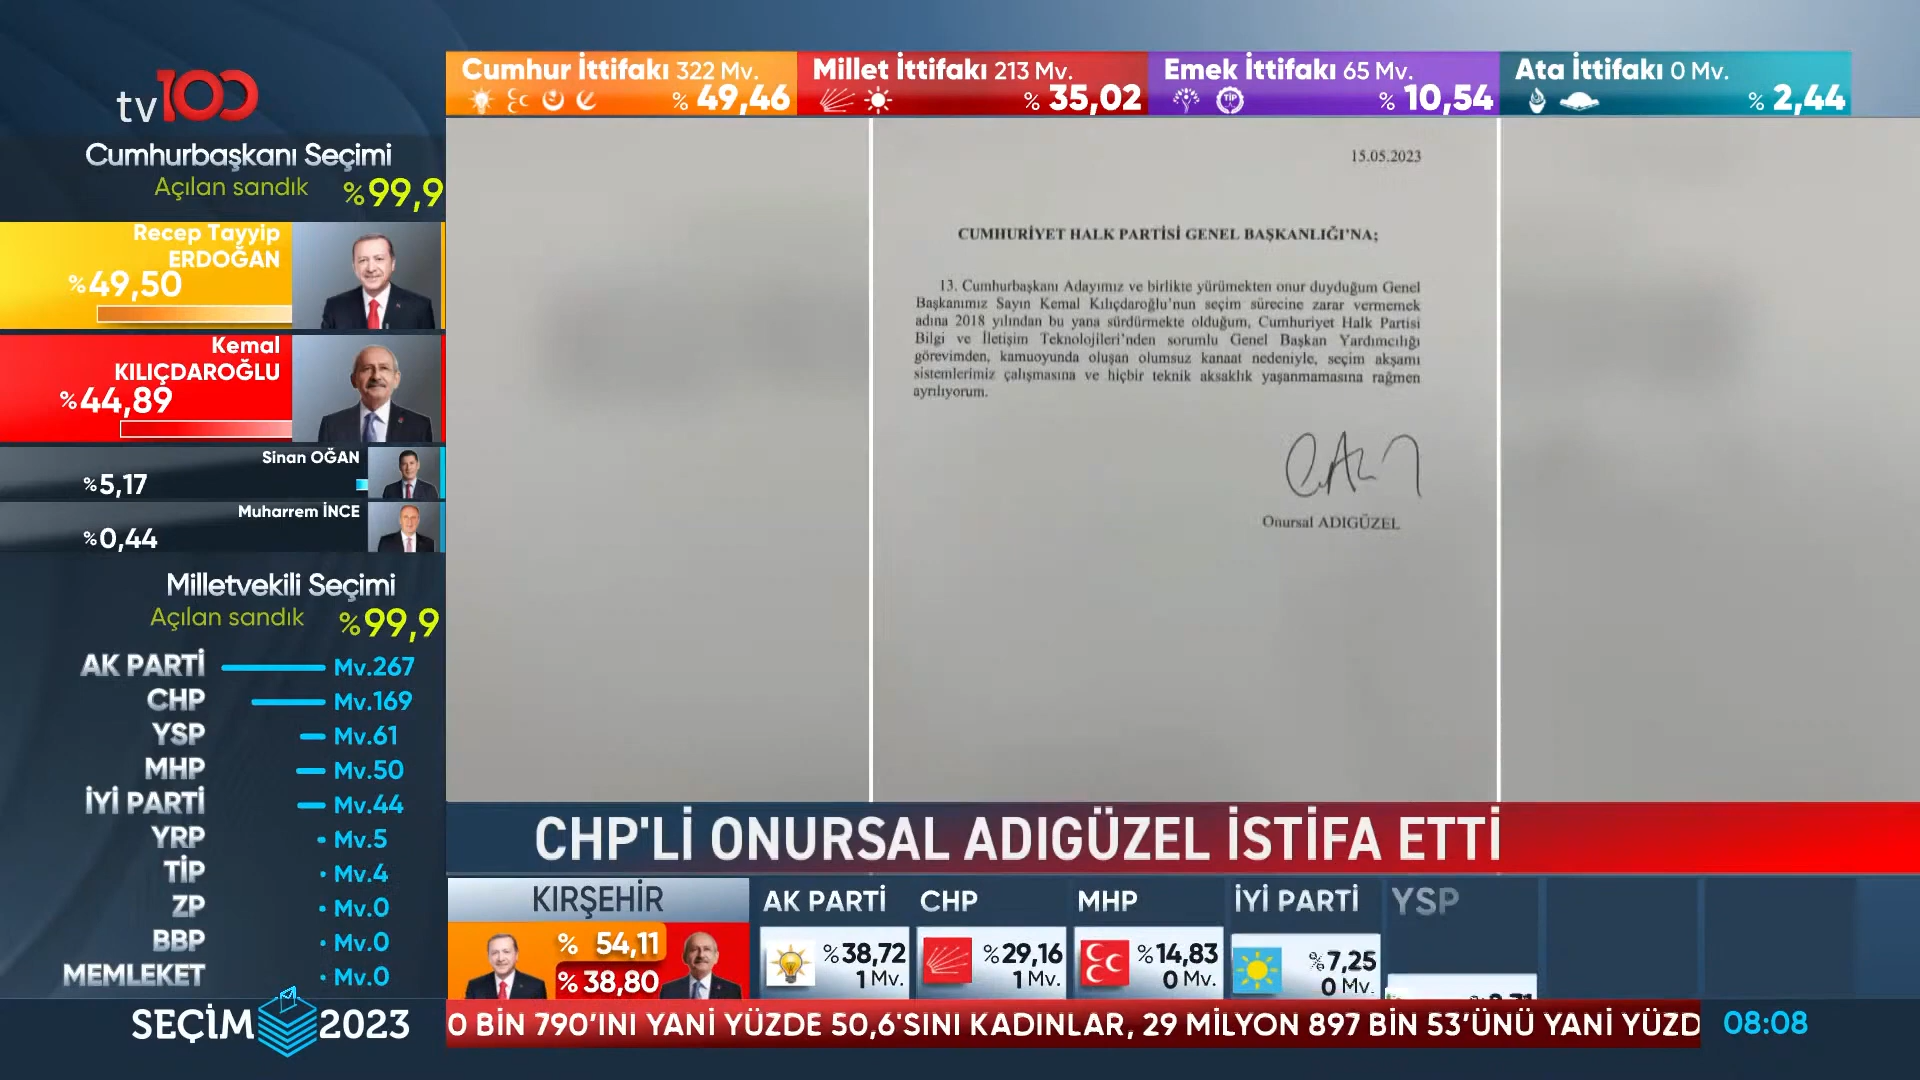 tv100
Cumhurbaşkanı Seçimi
Açılan sandık %99,9
Recep Tayyip
ERDOĞAN
%49,50
Kemal
KILIÇDAROĞLU
%44,89
Sinan OĞAN
%5,17
Muharrem İNCE
%0,44
Milletvekili Seçimi
Açılan sandık %99,9
AK PARTİ Mv.267
CHP Mv.169
YSP Mv.61
MHP Mv.50
İYİ PARTİ Mv.44
YRP Mv.5
TİP Mv.4
ZP Mv.0
BBP Mv.0
MEMLEKET Mv.0
SEÇİM 2023
Cumhur İttifakı 322 Mv.
% 49,46
Millet İttifakı 213 Mv.
% 35,02
Emek İttifakı 65 Mv.
TİP % 10,54
Ata İttifakı 0 Mv.
% 2,44
15.05.2023
CUMHURİYET HALK PARTİSİ GENEL BAŞKANLIĞI'NA;
13. Cumhurbaşkanı Adayımız ve birlikte yürümekten onur duyduğum Genel
Başkanımız Sayın Kemal Kılıçdaroğlu'nun seçim sürecine zarar vermemek
adına 2018 yılından bu yana sürdürmekte olduğum, Cumhuriyet Halk Partisi
Bilgi ve İletişim Teknolojileri'nden sorumlu Genel Başkan Yardımcılığı
görevimden, kamuoyunda oluşan olumsuz kanaat nedeniyle, seçim akşamı
sistemlerimiz çalışmasına ve hiçbir teknik aksaklık yaşanmamasına rağmen
ayrılıyorum.
Onursal ADIGÜZEL
CHP'Lİ ONURSAL ADIGÜZEL İSTİFA ETTİ
KIRŞEHİR
% 54,11
% 38,80
AK PARTİ
%38,72
1 Mv.
CHP
%29,16
1 Mv.
MHP
%14,83
0 Mv.
İYİ PARTİ
%7,25
0 Mv.
YSP
0 BİN 790'INI YANİ YÜZDE 50,6'SINI KADINLAR, 29 MİLYON 897 BİN 53'ÜNÜ YANİ YÜZD
08:08